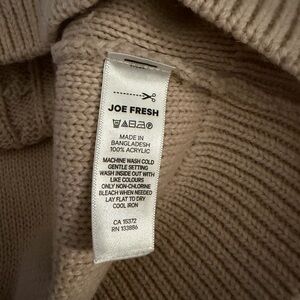 JOE FRESH
MADE IN
BANGLADESH
100% ACRYLIC
MACHINE WASH COLD
GENTLE SETTING
WASH INSIDE OUT WITH
LIKE COLOURS
ONLY NON-CHLORINE
BLEACH WHEN NEEDED
LAY FLAT TO DRY
COOL IRON
CA 15372
RN 133886